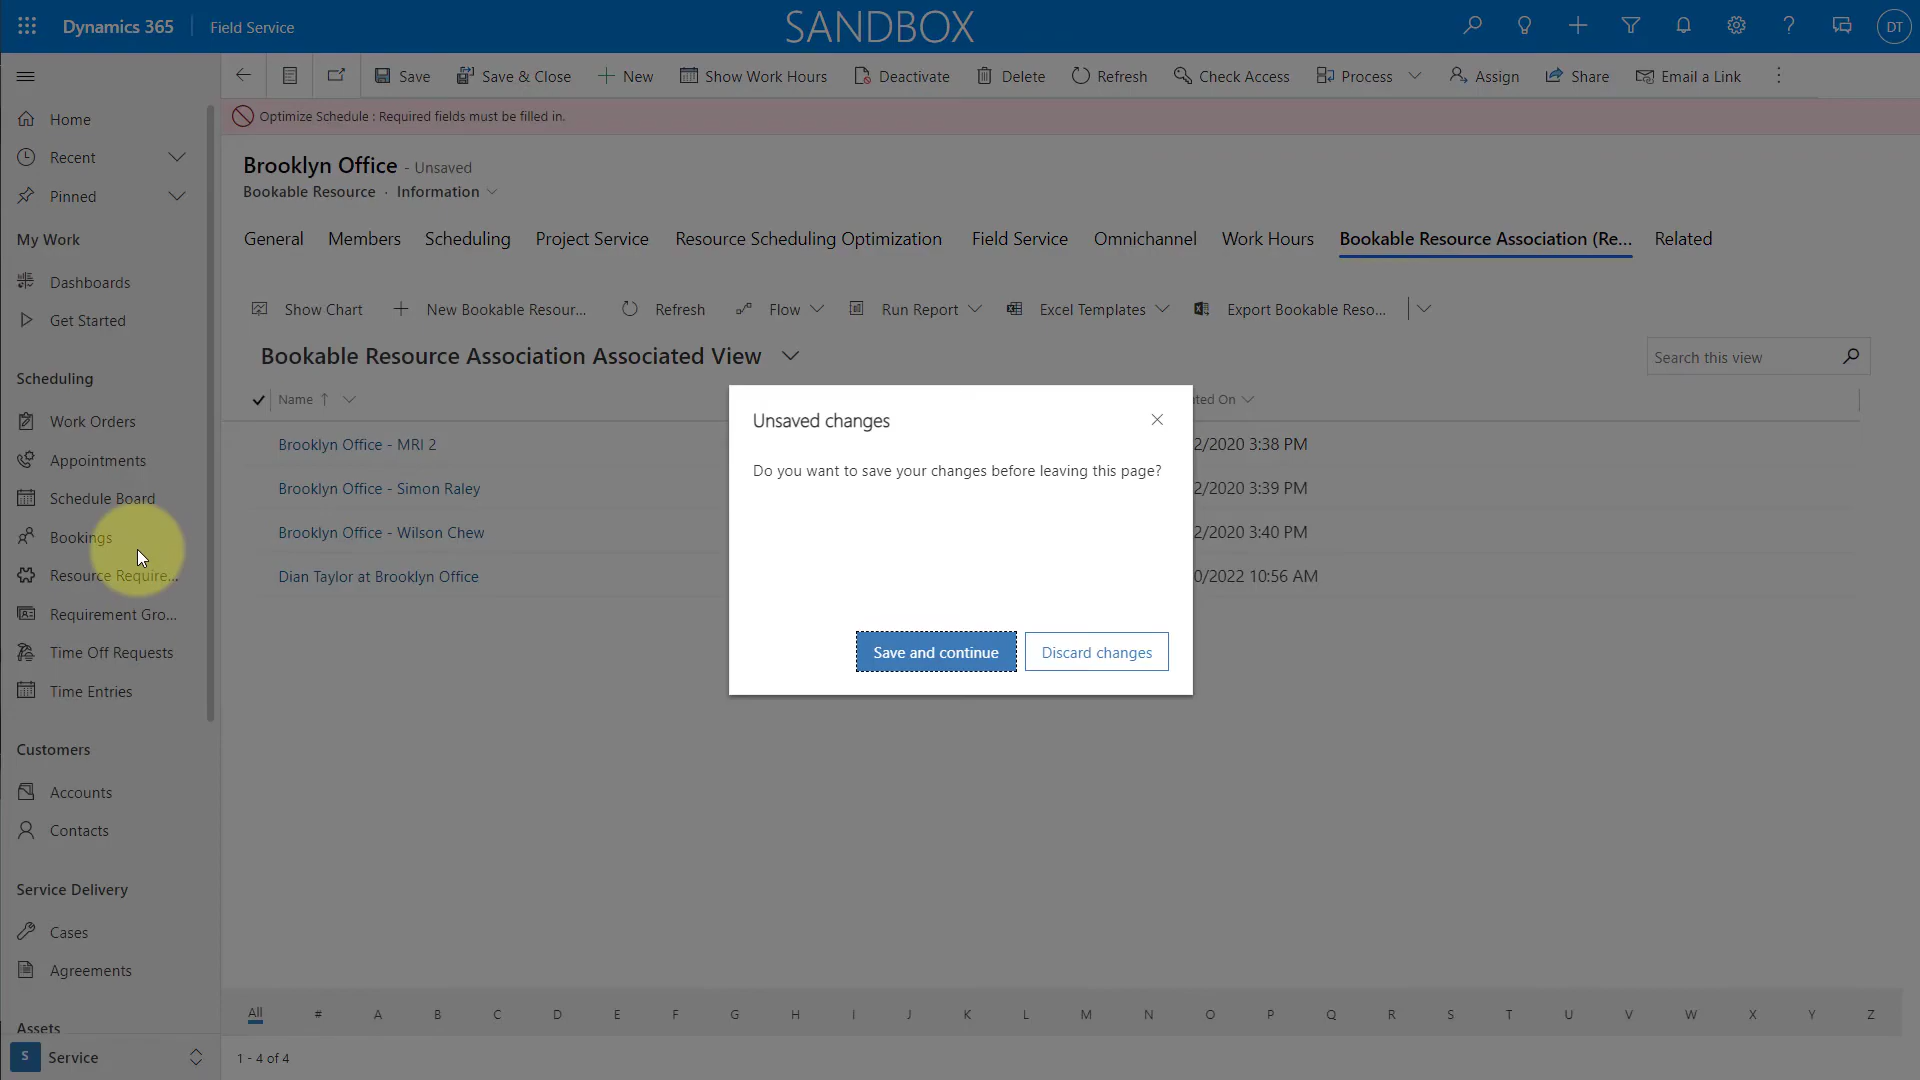 Dynamics 365
Field Service
SANDBOX
DT
Save
Save & Close
New
Show Work Hours
Deactivate
Delete
Refresh
Check Access
Process
Assign
Share
Email a Link
Optimize Schedule : Required fields must be filled in.
Home
Recent
Pinned
My Work
Dashboards
Get Started
Scheduling
Work Orders
Appointments
Schedule Board
Bookings
Resource Require...
Requirement Gro...
Time Off Requests
Time Entries
Customers
Accounts
Contacts
Service Delivery
Cases
Agreements
Assets
S Service
Brooklyn Office - Unsaved
Bookable Resource · Information
General
Members
Scheduling
Project Service
Resource Scheduling Optimization
Field Service
Omnichannel
Work Hours
Bookable Resource Association (Re...
Related
Show Chart
New Bookable Resour...
Refresh
Flow
Run Report
Excel Templates
Export Bookable Reso...
Bookable Resource Association Associated View
Search this view
Name ↑
ted On
Brooklyn Office - MRI 2
2/2020 3:38 PM
Brooklyn Office - Simon Raley
2/2020 3:39 PM
Brooklyn Office - Wilson Chew
2/2020 3:40 PM
Dian Taylor at Brooklyn Office
0/2022 10:56 AM
Unsaved changes
Do you want to save your changes before leaving this page?
Save and continue
Discard changes
All # A B C D E F G H I J K L M N O P Q R S T U V W X Y Z
1 - 4 of 4